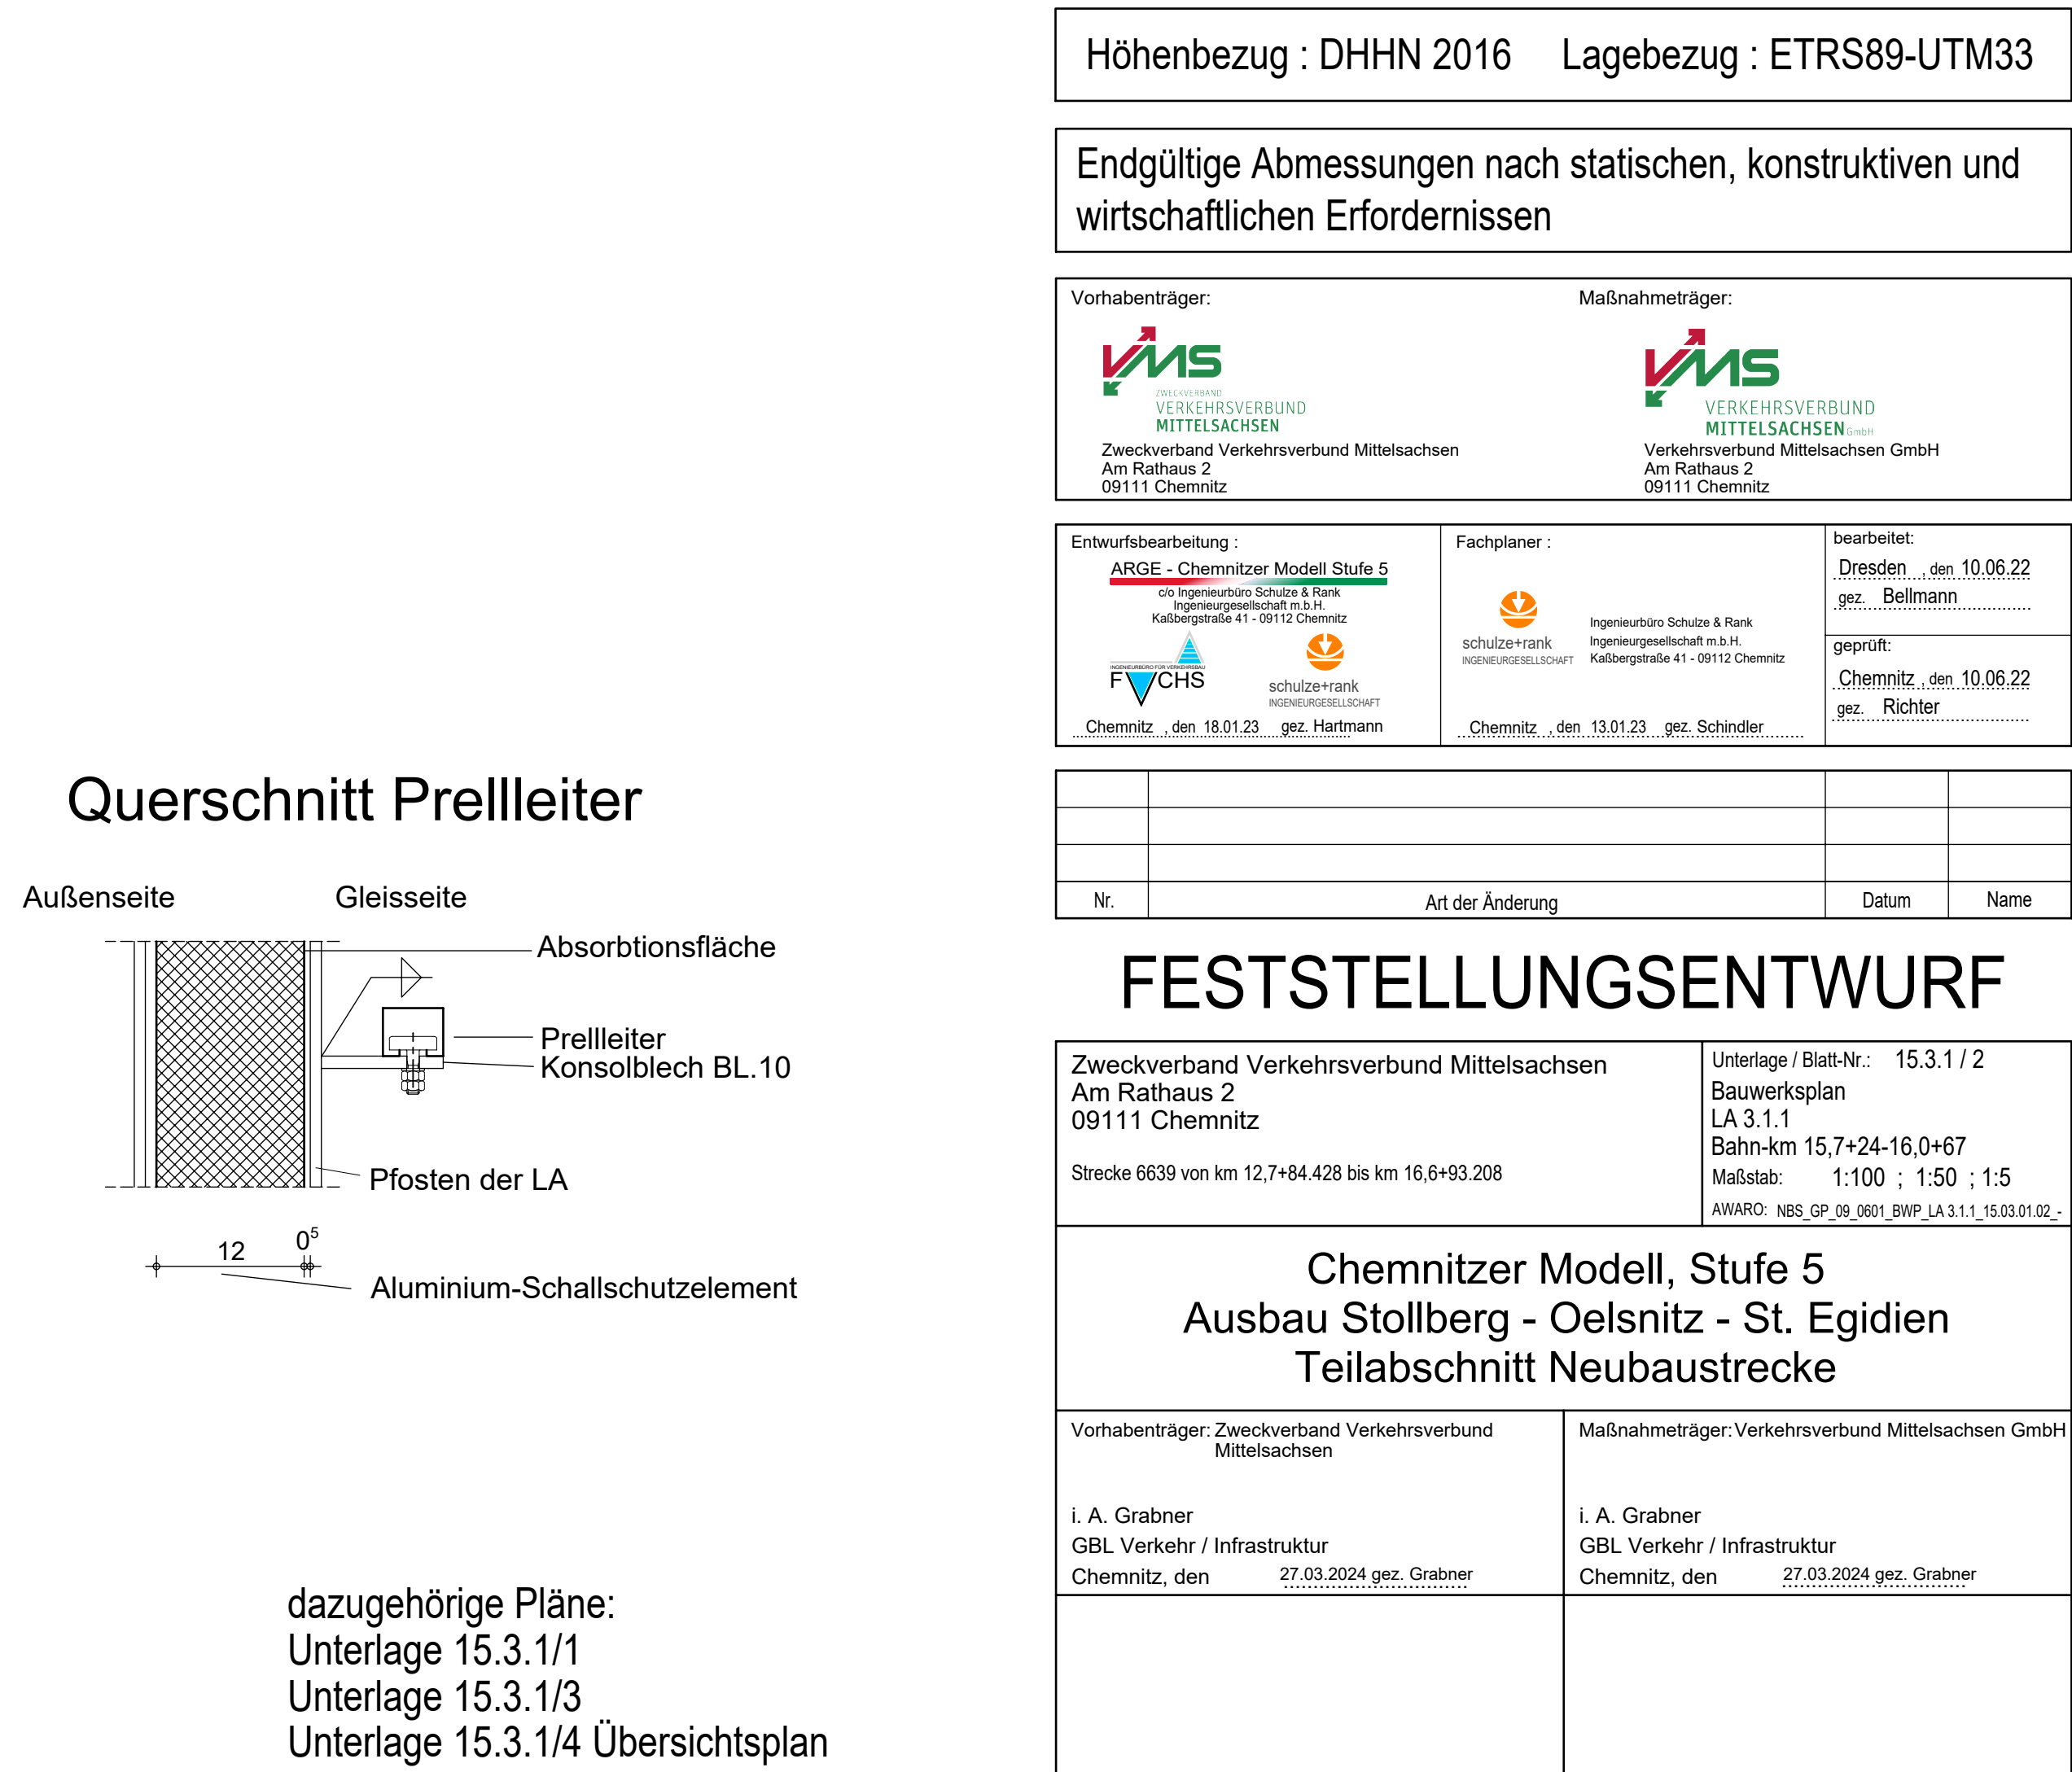 Höhenbezug : DHHN 2016 Lagebezug : ETRS89-UTM33
Endgültige Abmessungen nach statischen, konstruktiven und
wirtschaftlichen Erfordernissen
Vorhabenträger:
VMS
ZWECKVERBAND
VERKEHRSVERBUND
MITTELSACHSEN
Zweckverband Verkehrsverbund Mittelsachsen
Am Rathaus 2
09111 Chemnitz
Maßnahmeträger:
VMS
VERKEHRSVERBUND
MITTELSACHSEN GmbH
Verkehrsverbund Mittelsachsen GmbH
Am Rathaus 2
09111 Chemnitz
Entwurfsbearbeitung :
ARGE - Chemnitzer Modell Stufe 5
c/o Ingenieurbüro Schulze & Rank
Ingenieurgesellschaft m.b.H.
Kaßbergstraße 41 - 09112 Chemnitz
INGENIEURBÜRO FÜR VERKEHRSBAU
FUCHS
schulze+rank
INGENIEURGESELLSCHAFT
Chemnitz , den 18.01.23 gez. Hartmann
Fachplaner :
schulze+rank
INGENIEURGESELLSCHAFT
Ingenieurbüro Schulze & Rank
Ingenieurgesellschaft m.b.H.
Kaßbergstraße 41 - 09112 Chemnitz
Chemnitz , den 13.01.23 gez. Schindler
bearbeitet:
Dresden , den 10.06.22
gez. Bellmann
geprüft:
Chemnitz , den 10.06.22
gez. Richter
Nr. Art der Änderung Datum Name
Querschnitt Prellleiter
Außenseite Gleisseite
Absorbtionsfläche
Prellleiter
Konsolblech BL.10
Pfosten der LA
12 0⁵
Aluminium-Schallschutzelement
dazugehörige Pläne:
Unterlage 15.3.1/1
Unterlage 15.3.1/3
Unterlage 15.3.1/4 Übersichtsplan
FESTSTELLUNGSENTWURF
Zweckverband Verkehrsverbund Mittelsachsen
Am Rathaus 2
09111 Chemnitz
Strecke 6639 von km 12,7+84.428 bis km 16,6+93.208
Unterlage / Blatt-Nr.: 15.3.1 / 2
Bauwerksplan
LA 3.1.1
Bahn-km 15,7+24-16,0+67
Maßstab: 1:100 ; 1:50 ; 1:5
AWARO: NBS_GP_09_0601_BWP_LA 3.1.1_15.03.01.02_-
Chemnitzer Modell, Stufe 5
Ausbau Stollberg - Oelsnitz - St. Egidien
Teilabschnitt Neubaustrecke
Vorhabenträger: Zweckverband Verkehrsverbund
Mittelsachsen
i. A. Grabner
GBL Verkehr / Infrastruktur
Chemnitz, den 27.03.2024 gez. Grabner
Maßnahmeträger: Verkehrsverbund Mittelsachsen GmbH
i. A. Grabner
GBL Verkehr / Infrastruktur
Chemnitz, den 27.03.2024 gez. Grabner